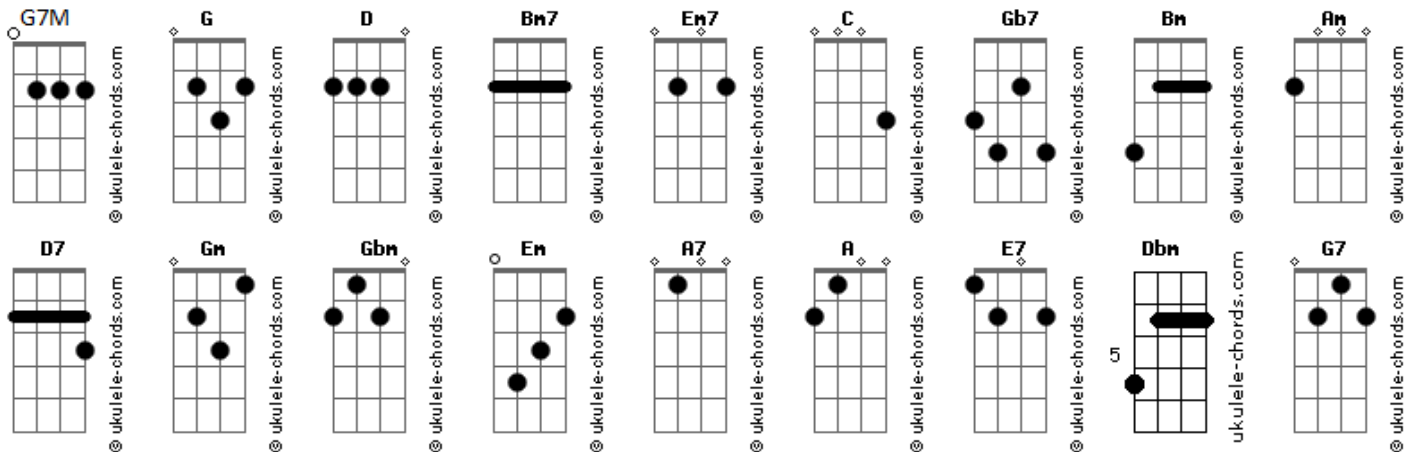 G7M G D Bm7 Em7 C Gb7 Bm Am
© ukulele-chords.com © ukulele-chords.com © ukulele-chords.com © ukulele-chords.com © ukulele-chords.com © ukulele-chords.com © ukulele-chords.com © ukulele-chords.com © ukulele-chords.com
D7 Gm Gbm Em A7 A E7 Dbm G7
5
© ukulele-chords.com © ukulele-chords.com © ukulele-chords.com © ukulele-chords.com © ukulele-chords.com © ukulele-chords.com © ukulele-chords.com ukulele-chords.com © ukulele-chords.com